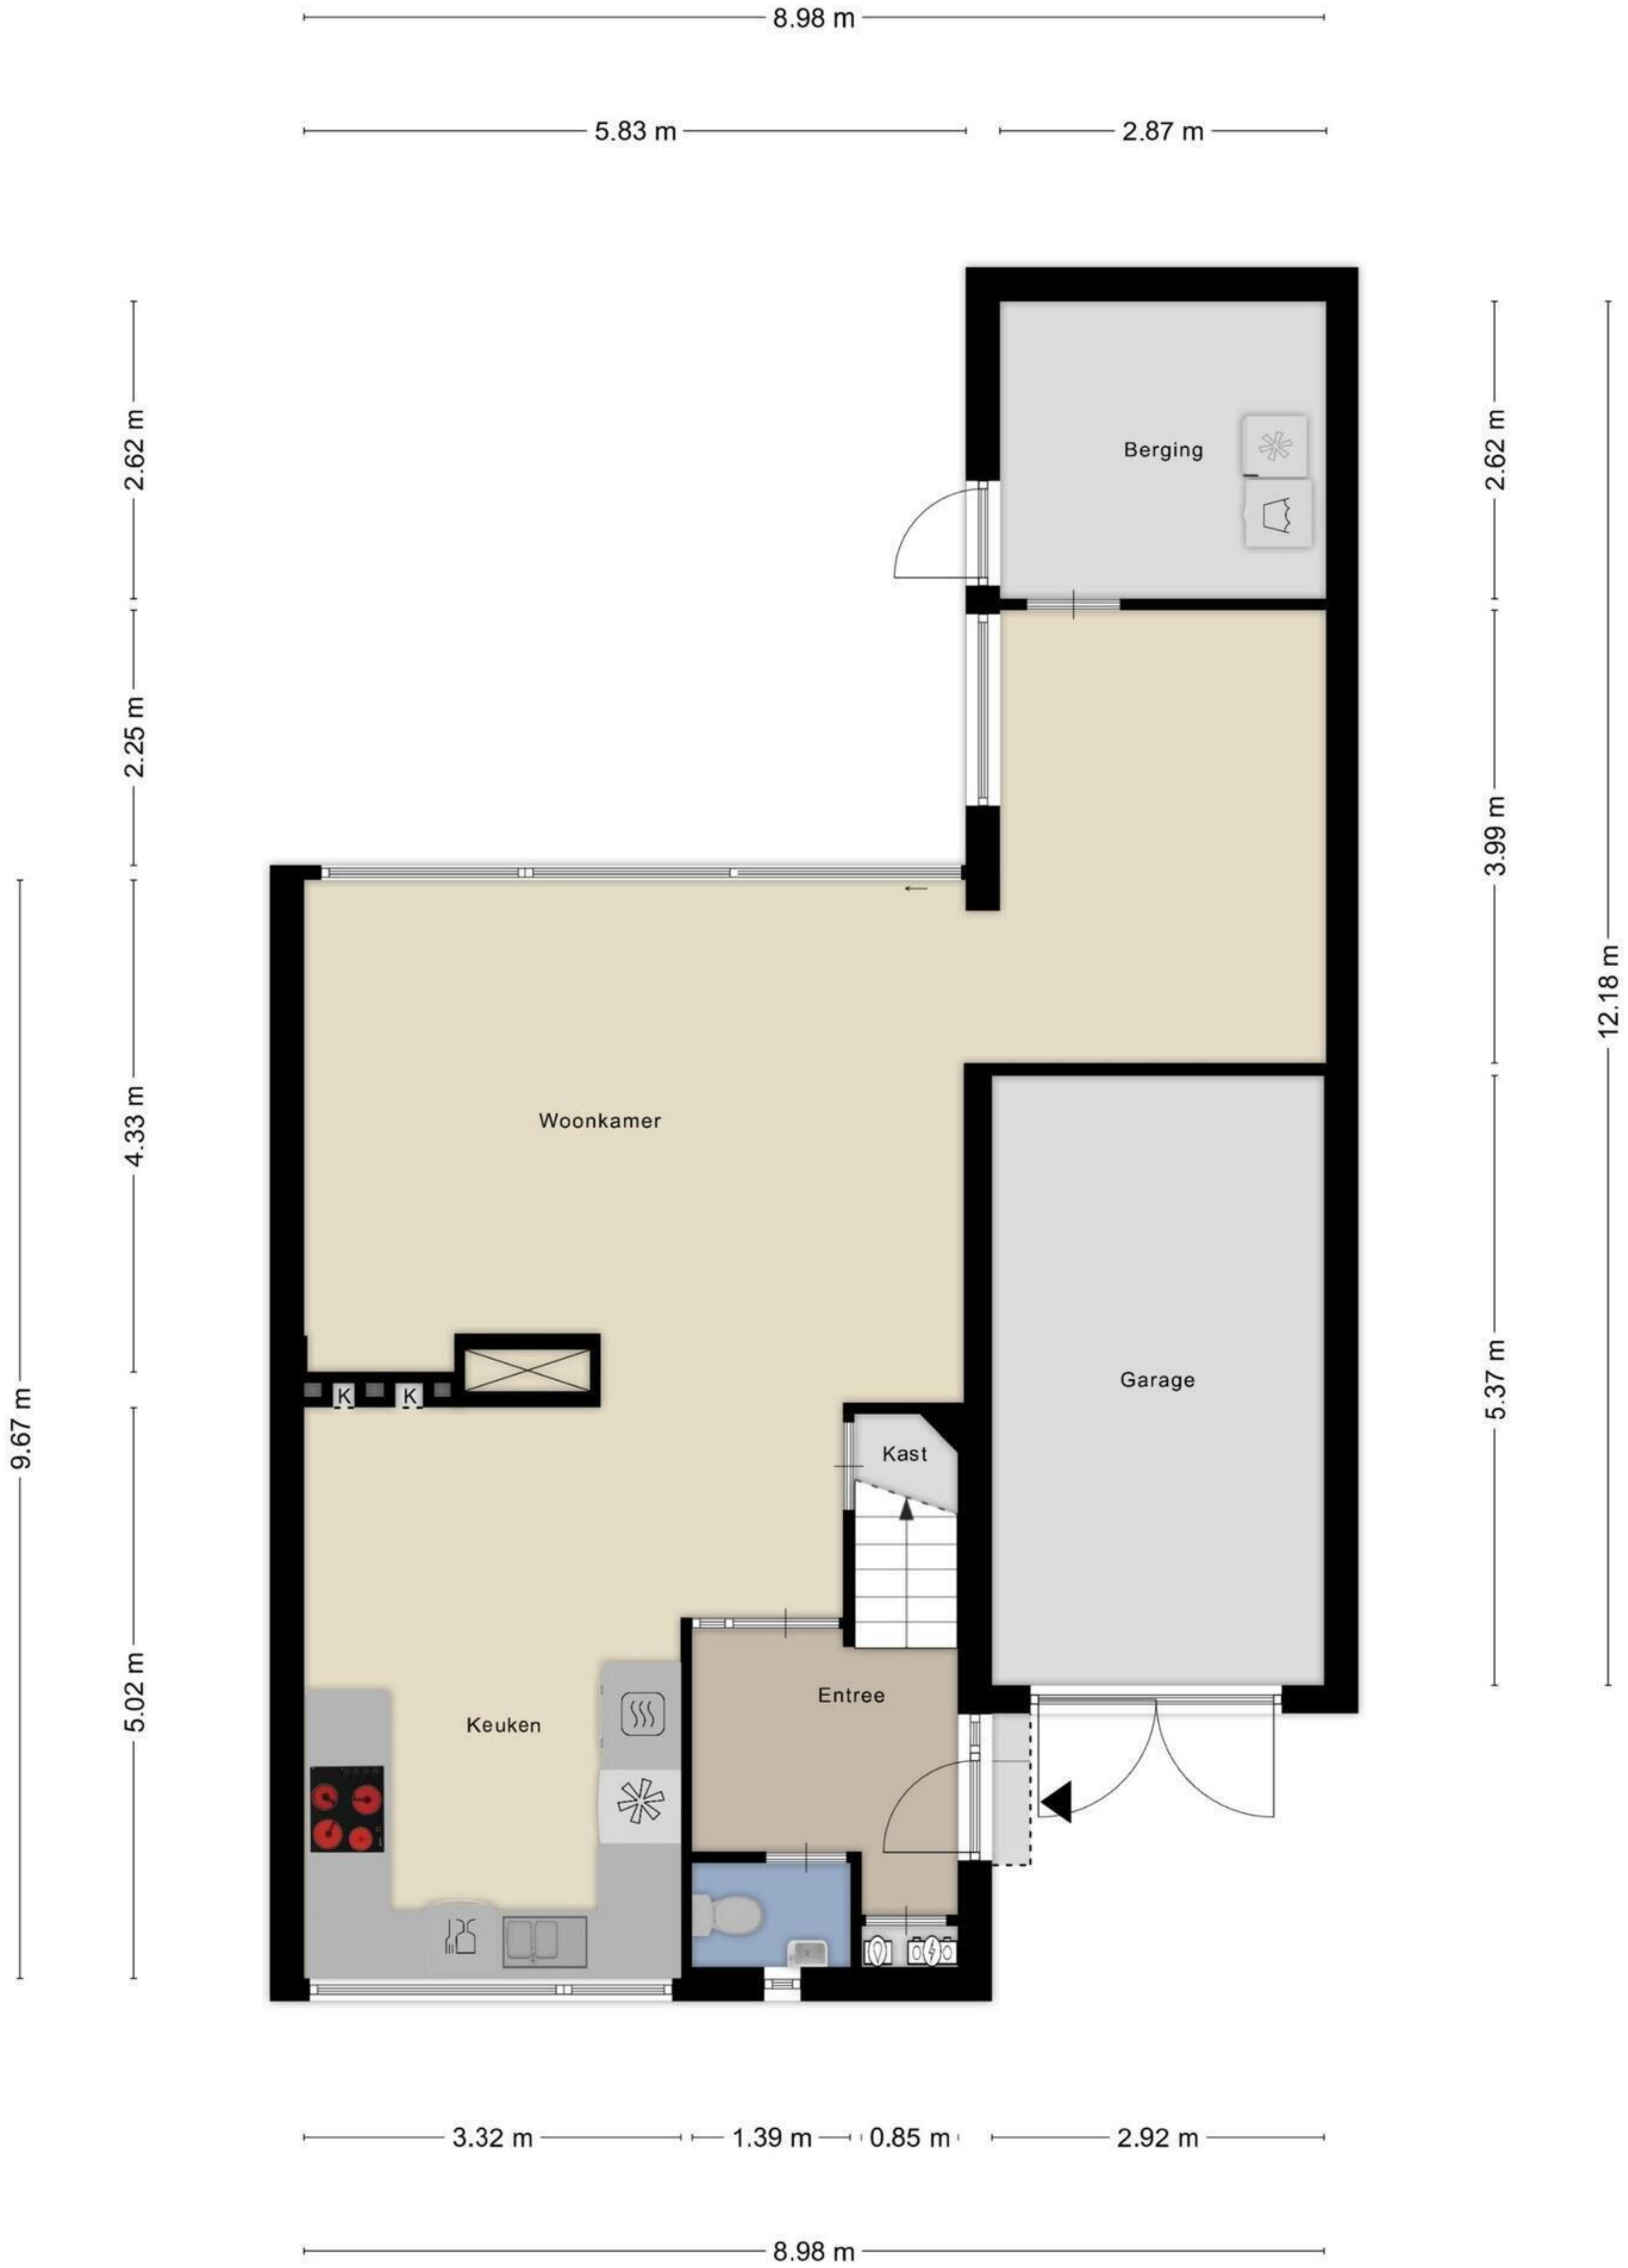 8.98 m
5.83 m
2.87 m
2.62 m
2.62 m
Berging
2.25 m
3.99 m
12.18 m
4.33 m
Woonkamer
Garage
5.37 m
K
K
9.67 m
Kast
5.02 m
Entree
Keuken
3.32 m
1.39 m
0.85 m
2.92 m
8.98 m